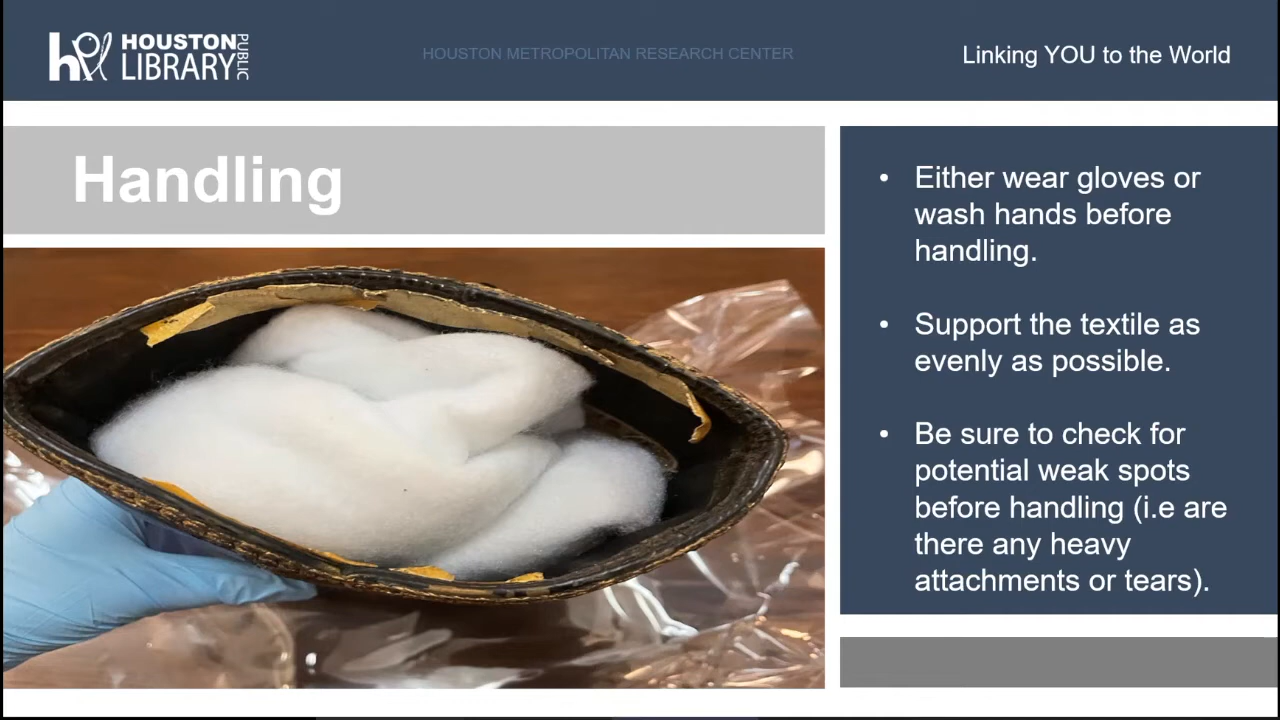 HOUSTON
LIBRARY
PUBLIC
HOUSTON METROPOLITAN RESEARCH CENTER
Linking YOU to the World
Handling
• Either wear gloves or
wash hands before
handling.
• Support the textile as
evenly as possible.
• Be sure to check for
potential weak spots
before handling (i.e are
there any heavy
attachments or tears).